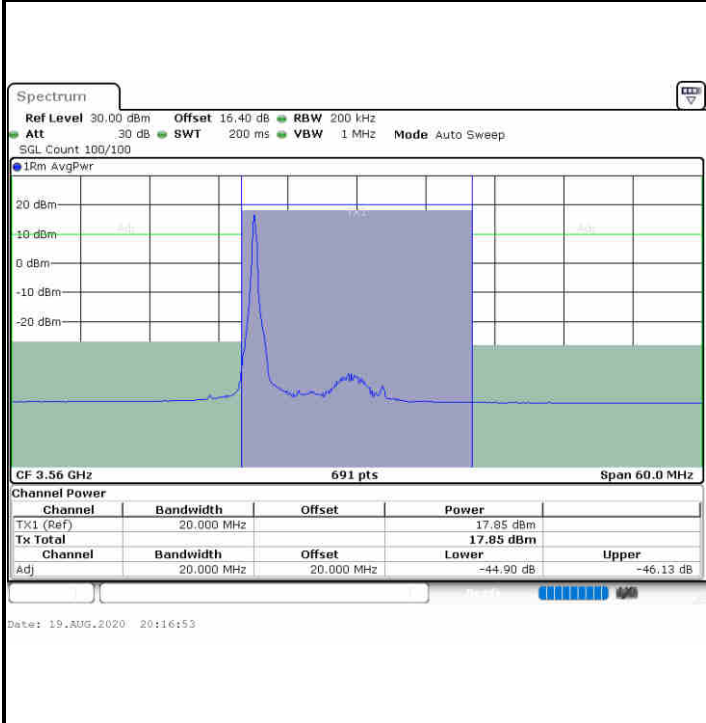 Spectrum
Ref Level 30.00 dBm Offset 16.40 dB RBW 200 kHz
Att 30 dB SWT 200 ms VBW 1 MHz Mode Auto Sweep
SGL Count 100/100
1Rm AvgPwr
20 dBm
TX1
Adj Adj
10 dBm
0 dBm
-10 dBm
-20 dBm
CF 3.56 GHz 691 pts Span 60.0 MHz
Channel Power
Channel Bandwidth Offset Power
TX1 (Ref) 20.000 MHz 17.85 dBm
Tx Total 17.85 dBm
Channel Bandwidth Offset Lower Upper
Adj 20.000 MHz 20.000 MHz -44.90 dB -46.13 dB
Date: 19.AUG.2020 20:16:53